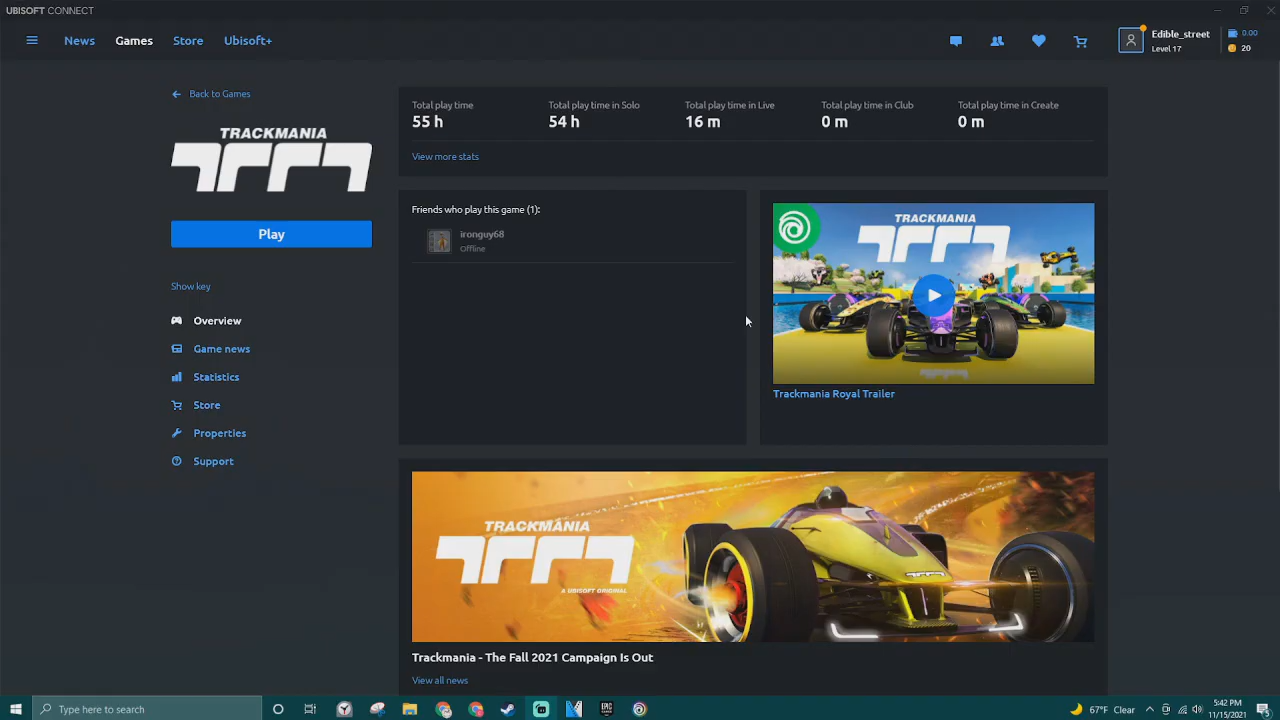 UBISOFT CONNECT
News Games Store Ubisoft+
Edible_street
Level 17
0.00
20
Back to Games
TRACKMANIA
Play
Show key
Overview
Game news
Statistics
Store
Properties
Support
Total play time
55 h
Total play time in Solo
54 h
Total play time in Live
16 m
Total play time in Club
0 m
Total play time in Create
0 m
View more stats
Friends who play this game (1):
ironguy68
Offline
TRACKMANIA
Trackmania Royal Trailer
TRACKMANIA
A UBISOFT ORIGINAL
Trackmania - The Fall 2021 Campaign Is Out
View all news
Type here to search
EPIC
67°F Clear
5:42 PM
11/15/2021